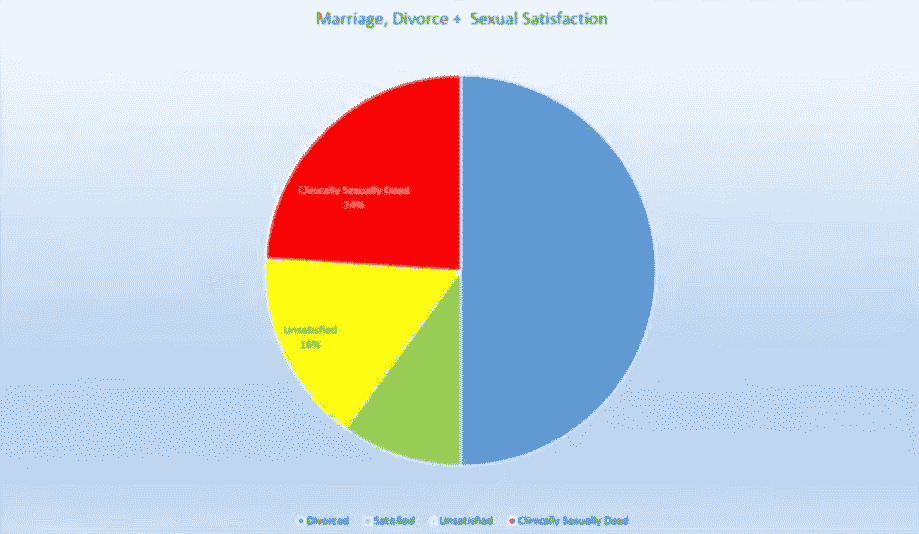 Marriage, Divorce + Sexual Satisfaction
Clinically Sexually Dead
24%
Unsatisfied
16%
Divorced Satisfied Unsatisfied Clinically Sexually Dead